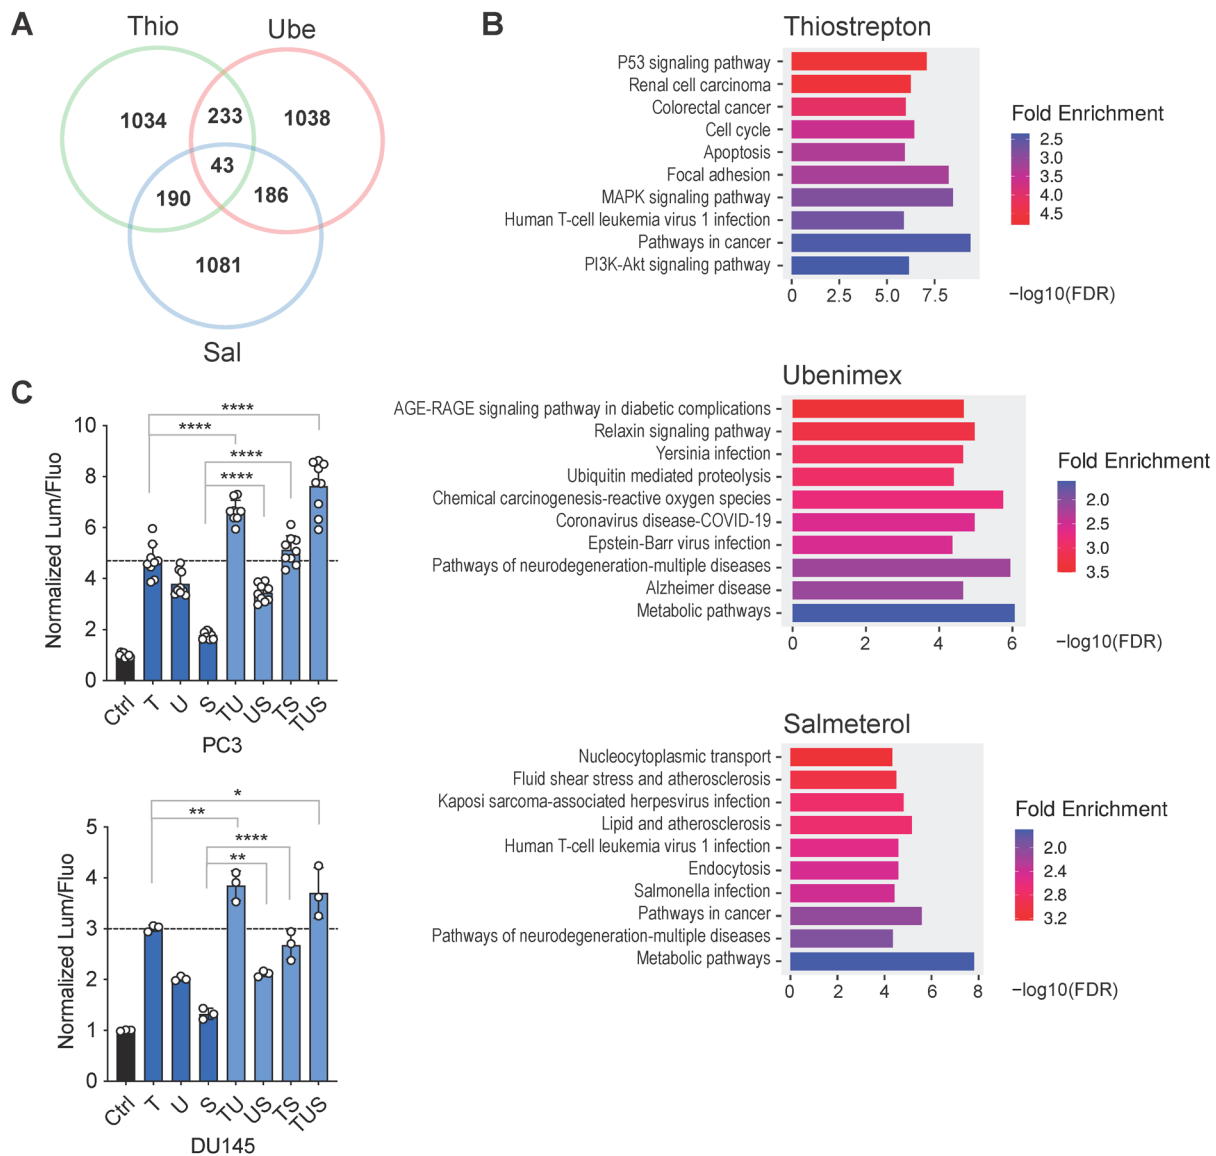 A
Thio
Ube
1034
233
1038
43
190
186
1081
Sal
B
Thiostrepton
P53 signaling pathway
Renal cell carcinoma
Colorectal cancer
Cell cycle
Apoptosis
Focal adhesion
MAPK signaling pathway
Human T-cell leukemia virus 1 infection
Pathways in cancer
PI3K-Akt signaling pathway
0 2.5 5.0 7.5
−log10(FDR)
Fold Enrichment
2.5
3.0
3.5
4.0
4.5
Ubenimex
AGE-RAGE signaling pathway in diabetic complications
Relaxin signaling pathway
Yersinia infection
Ubiquitin mediated proteolysis
Chemical carcinogenesis-reactive oxygen species
Coronavirus disease-COVID-19
Epstein-Barr virus infection
Pathways of neurodegeneration-multiple diseases
Alzheimer disease
Metabolic pathways
0 2 4 6
−log10(FDR)
Fold Enrichment
2.0
2.5
3.0
3.5
Salmeterol
Nucleocytoplasmic transport
Fluid shear stress and atherosclerosis
Kaposi sarcoma-associated herpesvirus infection
Lipid and atherosclerosis
Human T-cell leukemia virus 1 infection
Endocytosis
Salmonella infection
Pathways in cancer
Pathways of neurodegeneration-multiple diseases
Metabolic pathways
0 2 4 6 8
−log10(FDR)
Fold Enrichment
2.0
2.4
2.8
3.2
C
Normalized Lum/Fluo
10
8
6
4
2
0
****
****
****
****
Ctrl T U S TU US TS TUS
PC3
Normalized Lum/Fluo
5
4
3
2
1
0
*
**
****
**
Ctrl T U S TU US TS TUS
DU145